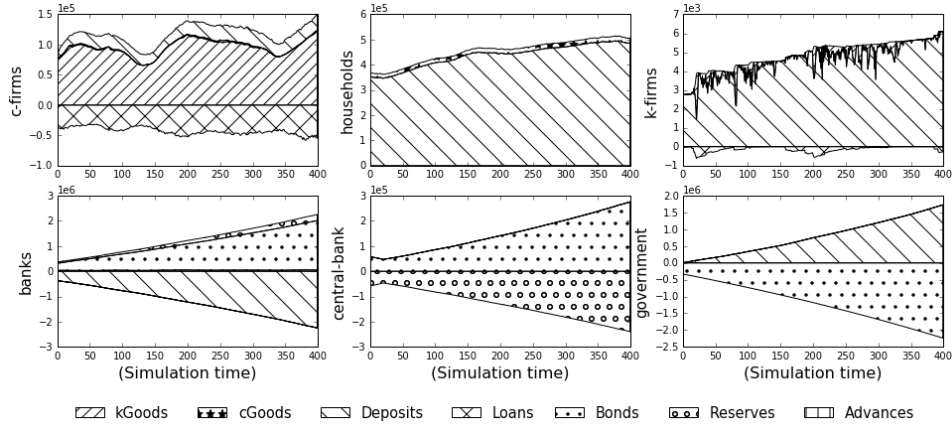 1e5
1.5
1.0
0.5
0.0
−0.5
−1.0
0 50 100 150 200 250 300 350 400
c-firms
1e5
6
5
4
3
2
1
0
0 50 100 150 200 250 300 350 400
households
1e3
7
6
5
4
3
2
1
0
−1
0 50 100 150 200 250 300 350 400
k-firms
1e6
3
2
1
0
−1
−2
−3
0 50 100 150 200 250 300 350 400
banks
(Simulation time)
1e5
3
2
1
0
−1
−2
−3
0 50 100 150 200 250 300 350 400
central-bank
(Simulation time)
1e6
2.0
1.5
1.0
0.5
0.0
−0.5
−1.0
−1.5
−2.0
−2.5
0 50 100 150 200 250 300 350 400
government
(Simulation time)
kGoods cGoods Deposits Loans Bonds Reserves Advances